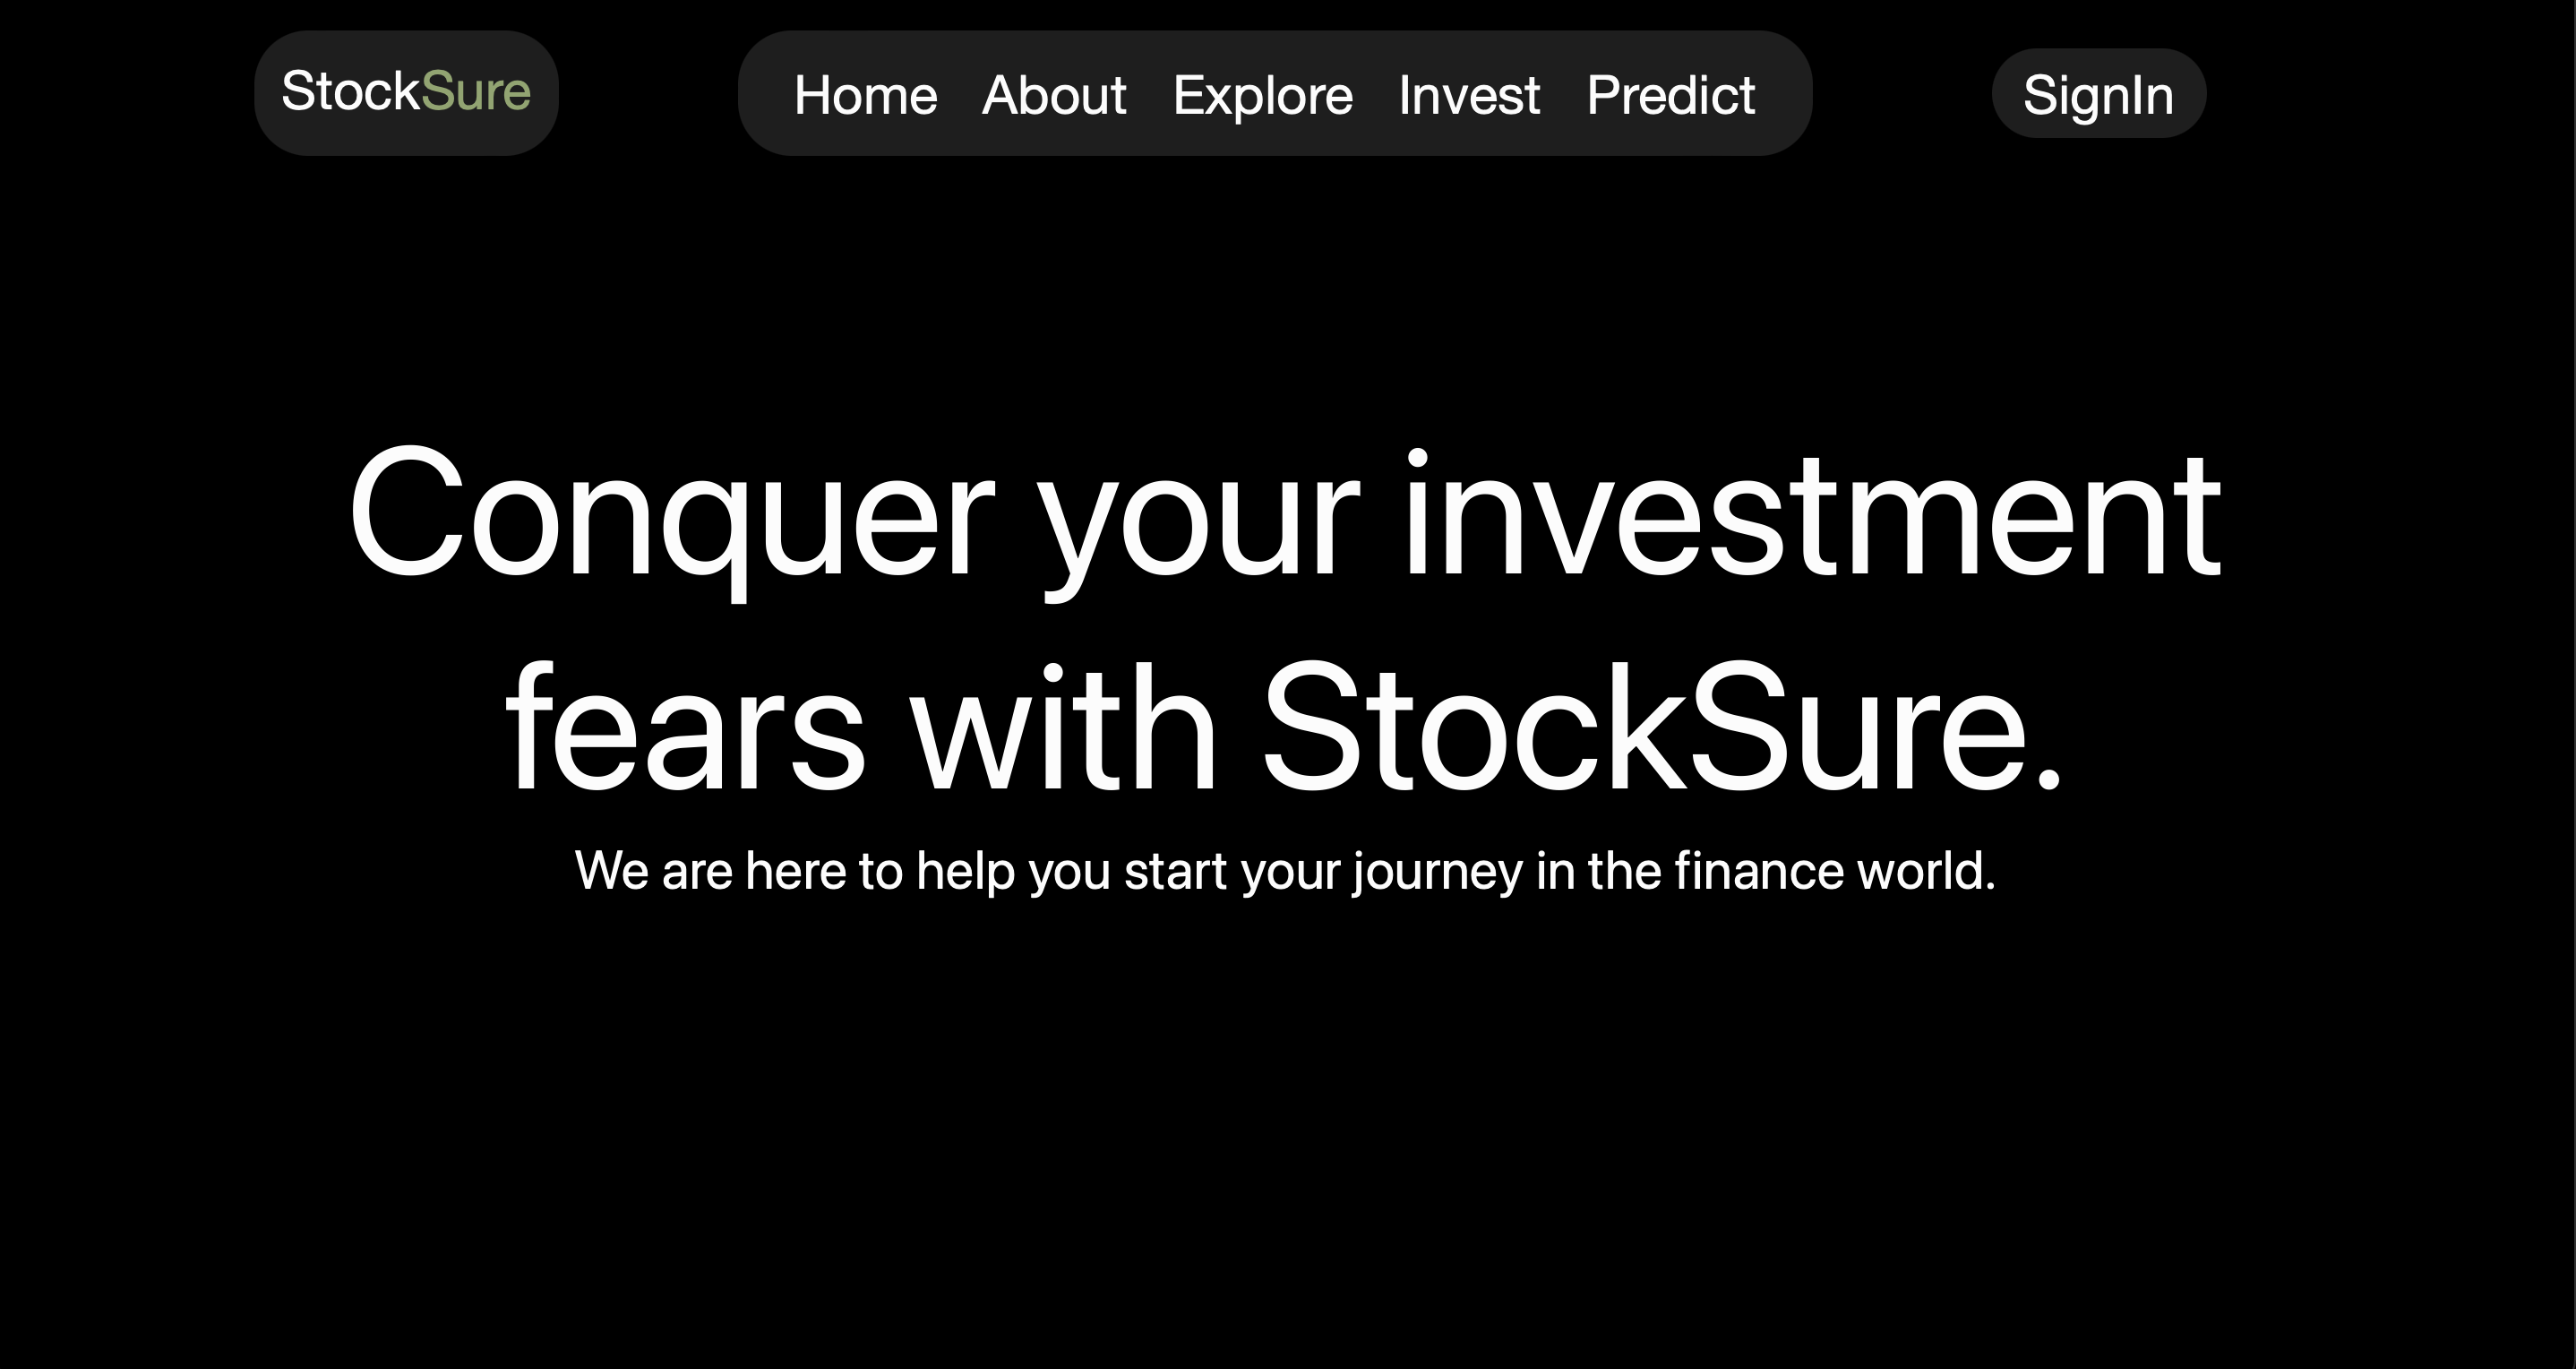 StockSure
Home About Explore Invest Predict
SignIn
Conquer your investment
fears with StockSure.
We are here to help you start your journey in the finance world.